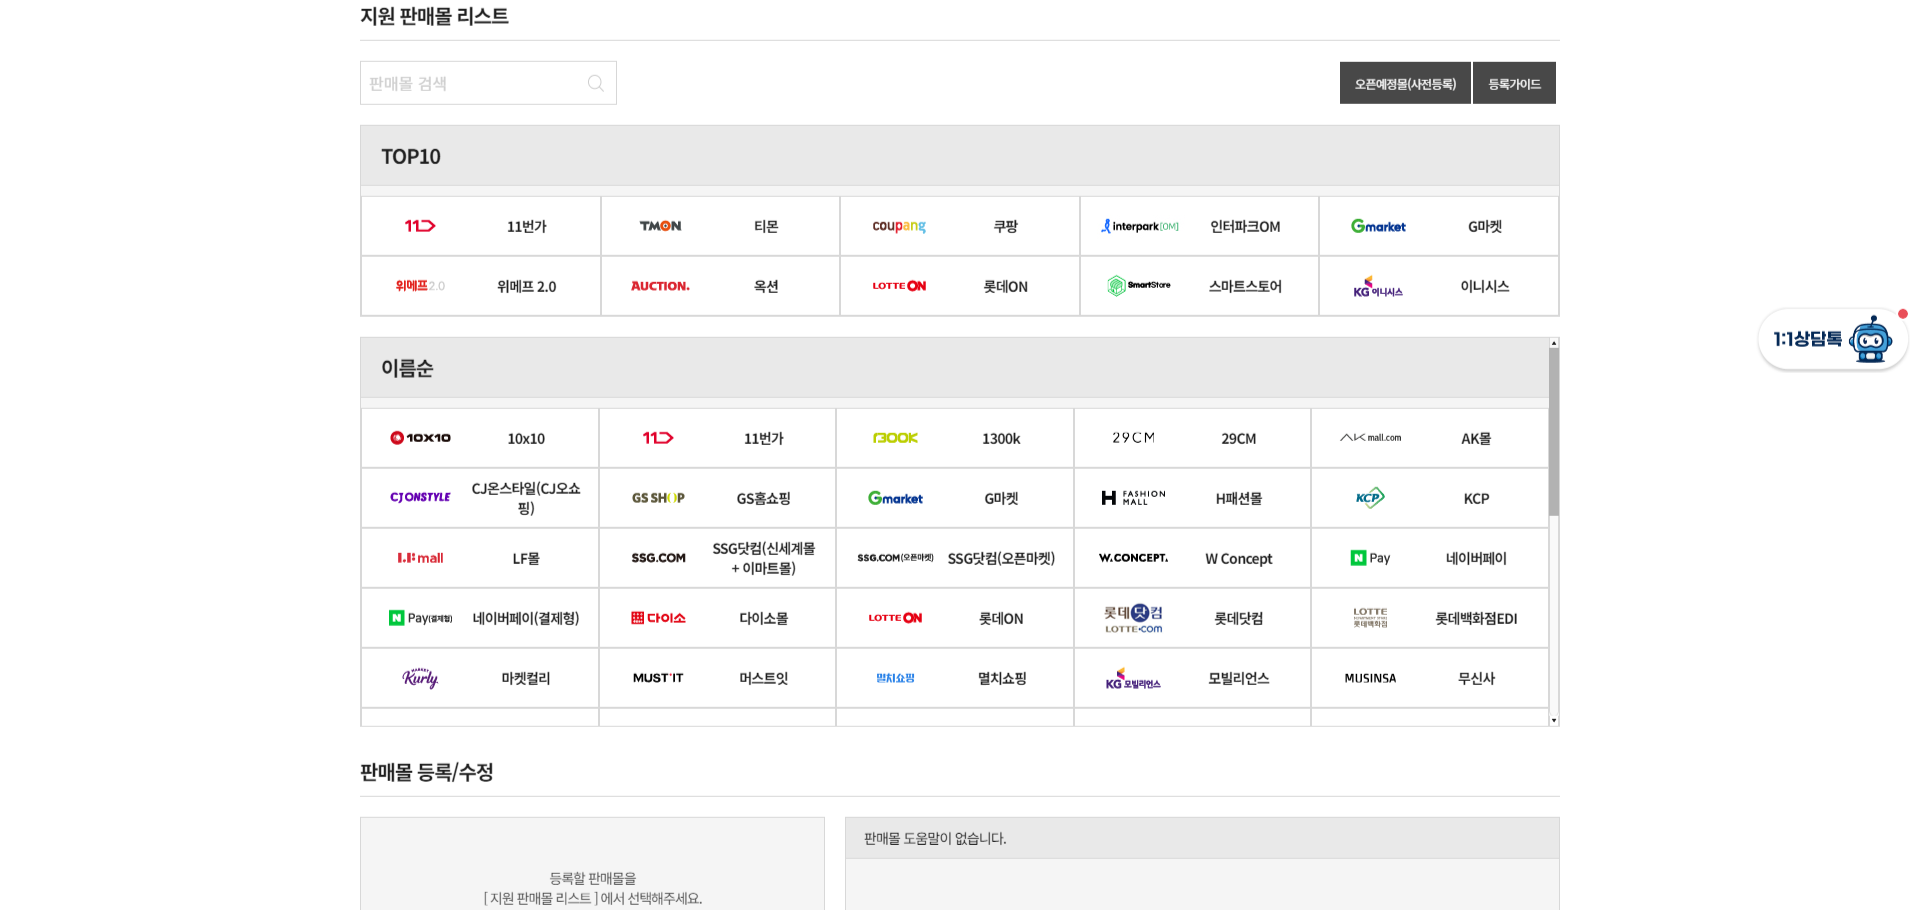 지원 판매몰 리스트
판매몰 검색
오픈예정몰(사전등록) 등록가이드
TOP10
11 11번가 TMON 티몬 coupang 쿠팡 interpark[OM] 인터파크OM Gmarket G마켓
위메프2.0 위메프 2.0 AUCTION. 옥션 LOTTE ON 롯데ON SmartStore 스마트스토어 KG 이니시스 이니시스
1:1상담톡
이름순
10X10 10x10 11 11번가 1300K 1300k 29CM 29CM AK mall.com AK몰
CJ ONSTYLE CJ온스타일(CJ오쇼
핑) GS SHOP GS홈쇼핑 Gmarket G마켓 H FASHION MALL H패션몰 KCP KCP
LF mall LF몰 SSG.COM SSG닷컴(신세계몰
+ 이마트몰) SSG.COM(오픈마켓) SSG닷컴(오픈마켓) W.CONCEPT. W Concept N Pay 네이버페이
N Pay(결제형) 네이버페이(결제형) 다이소 다이소몰 LOTTE ON 롯데ON 롯데닷컴 LOTTE.COM 롯데닷컴 LOTTE 롯데백화점 롯데백화점EDI
Kurly 마켓컬리 MUST'IT 머스트잇 멸치쇼핑 멸치쇼핑 KG 모빌리언스 모빌리언스 MUSINSA 무신사
판매몰 등록/수정
판매몰 도움말이 없습니다.
등록할 판매몰을
[ 지원 판매몰 리스트 ] 에서 선택해주세요.